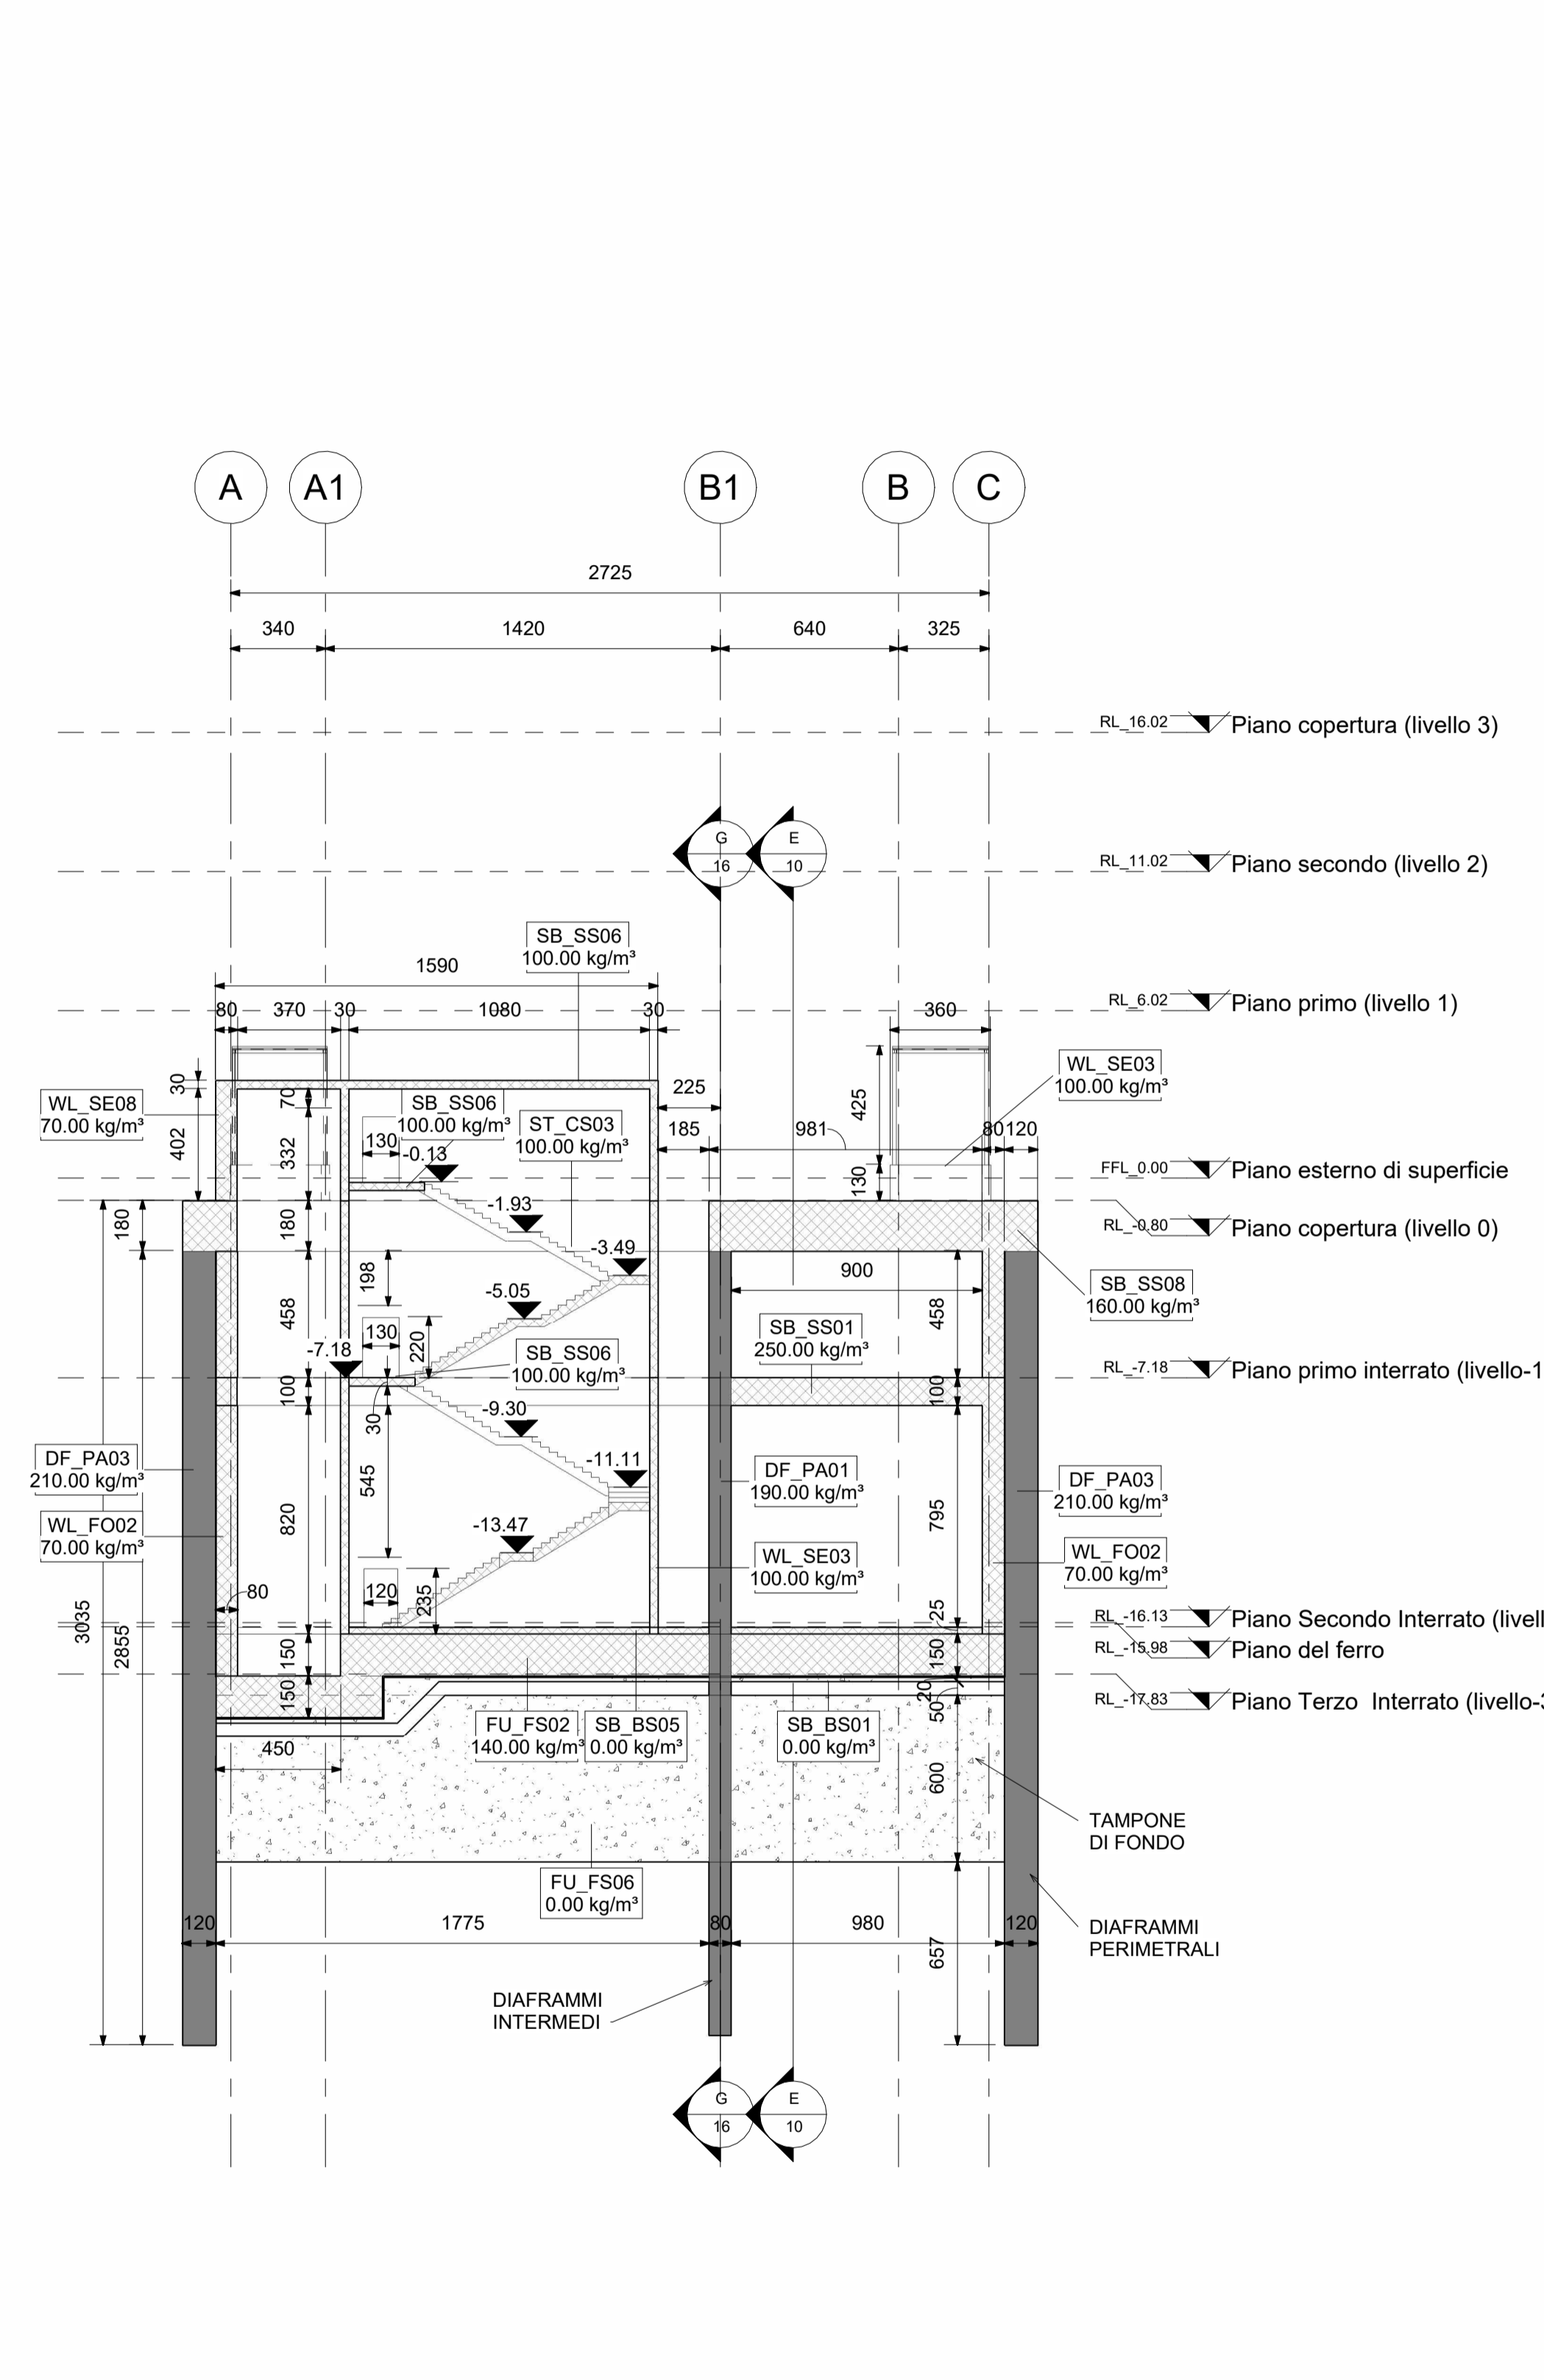 A
A1
B1
B
C
2725
340
1420
640
325
RL_16.02
Piano copertura (livello 3)
G
16
E
10
RL_11.02
Piano secondo (livello 2)
SB_SS06
100.00 kg/m³
1590
RL_6.02
Piano primo (livello 1)
80
370
30
1080
30
360
WL_SE03
100.00 kg/m³
30
WL_SE08
70.00 kg/m³
70
SB_SS06
100.00 kg/m³
ST_CS03
100.00 kg/m³
225
425
402
332
130
-0.13
185
981
80
120
130
FFL_0.00
Piano esterno di superficie
180
180
-1.93
RL_-0.80
Piano copertura (livello 0)
-3.49
198
900
SB_SS08
160.00 kg/m³
458
-5.05
458
130
220
SB_SS01
250.00 kg/m³
-7.18
SB_SS06
100.00 kg/m³
RL_-7.18
Piano primo interrato (livello-1
100
100
30
-9.30
DF_PA03
210.00 kg/m³
545
-11.11
DF_PA01
190.00 kg/m³
DF_PA03
210.00 kg/m³
820
795
WL_FO02
70.00 kg/m³
-13.47
WL_SE03
100.00 kg/m³
WL_FO02
70.00 kg/m³
80
120
235
3035
2855
25
RL_-16.13
Piano Secondo Interrato (livell
150
150
RL_-15.98
Piano del ferro
150
20
50
RL_-17.83
Piano Terzo  Interrato (livello-3
450
FU_FS02
140.00 kg/m³
SB_BS05
0.00 kg/m³
SB_BS01
0.00 kg/m³
600
TAMPONE
DI FONDO
FU_FS06
0.00 kg/m³
120
1775
80
980
120
657
DIAFRAMMI
PERIMETRALI
DIAFRAMMI
INTERMEDI
G
16
E
10